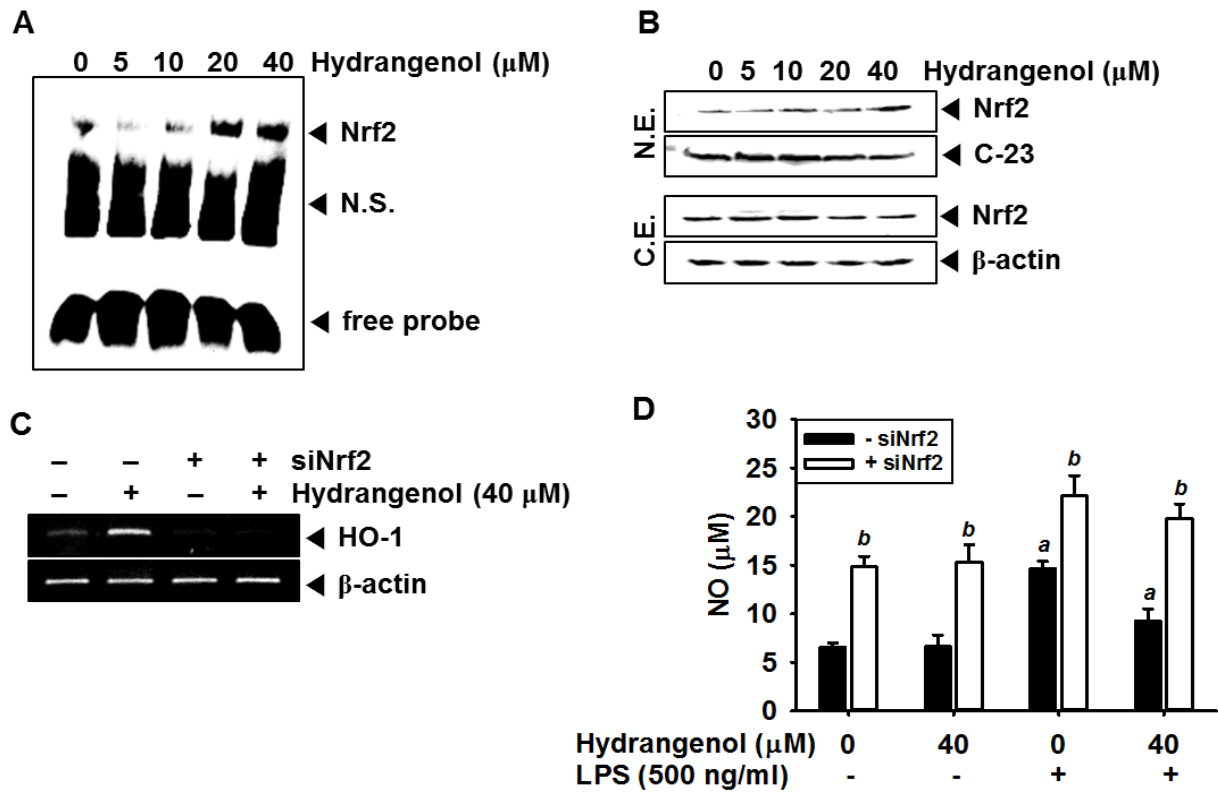 A
0 5 10 20 40 Hydrangenol (μM)
Nrf2
N.S.
free probe
B
0 5 10 20 40 Hydrangenol (μM)
N.E.
Nrf2
C-23
C.E.
Nrf2
β-actin
C
– – + + siNrf2
– + – + Hydrangenol (40 μM)
HO-1
β-actin
D
NO (μM)
30
25
20
15
10
5
0
- siNrf2
+ siNrf2
b
b
a
b
a
b
Hydrangenol (μM) 0 40 0 40
LPS (500 ng/ml) - - + +